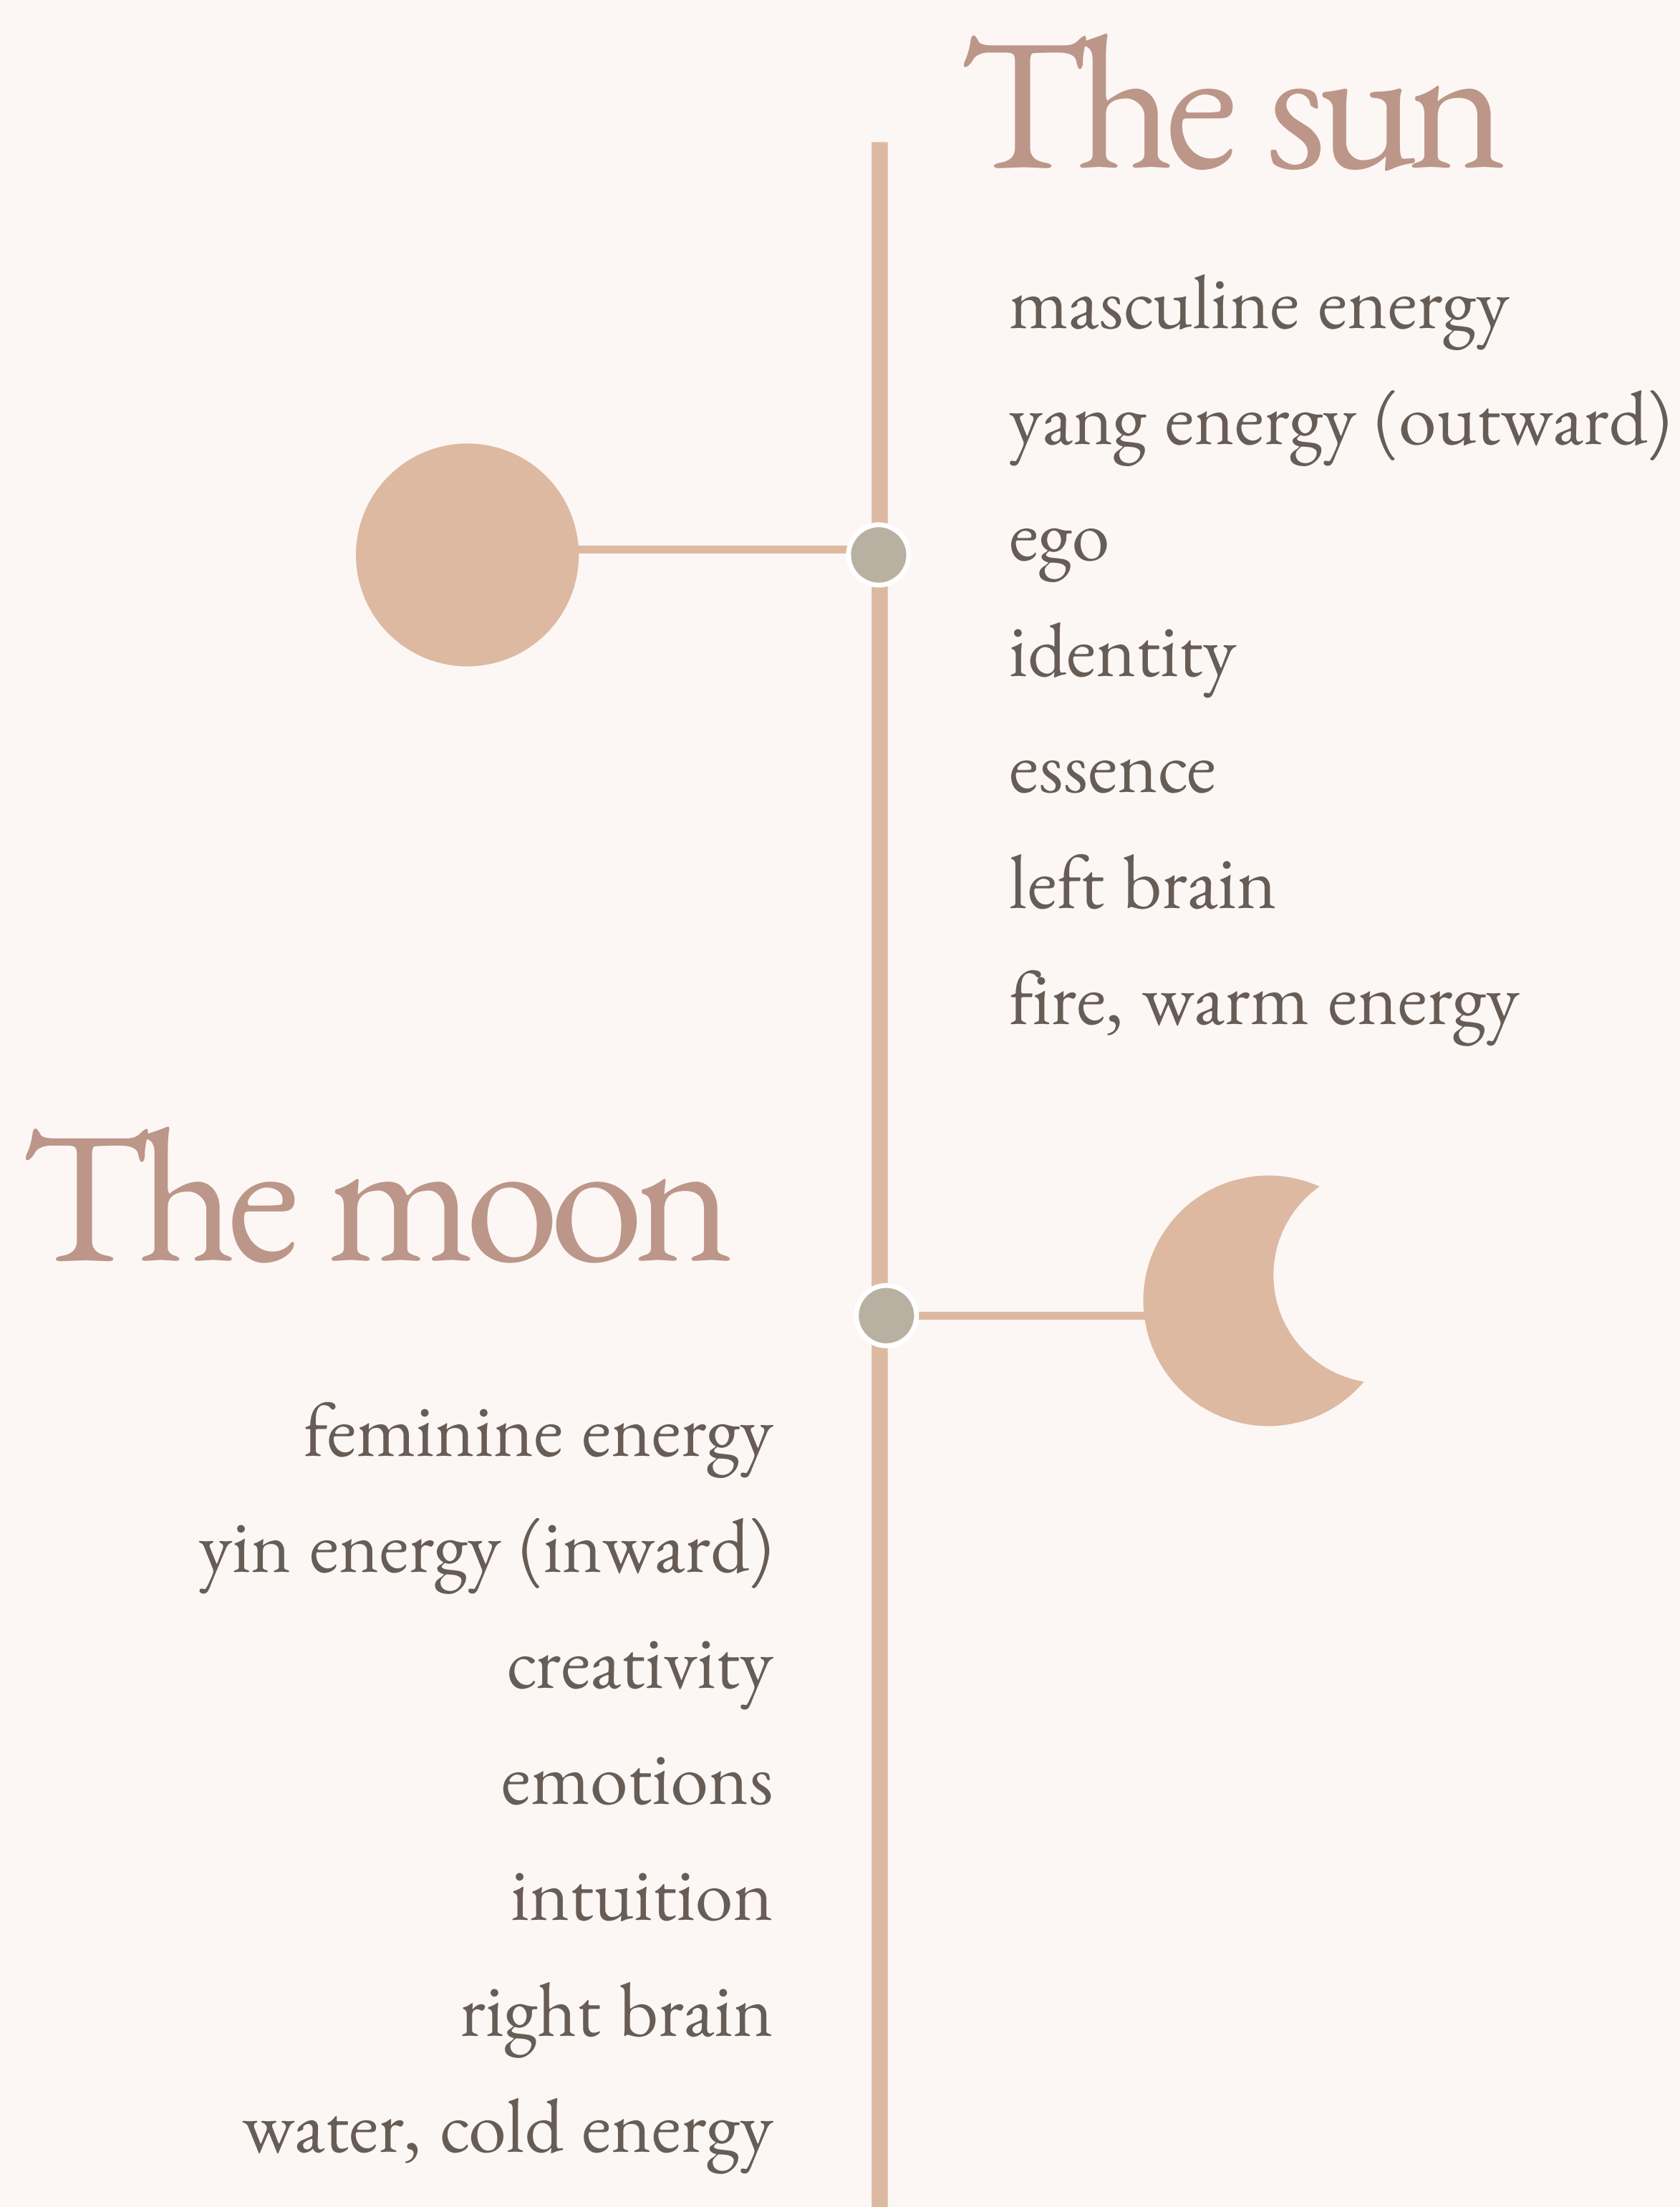 The sun
masculine energy
yang energy (outward)
ego
identity
essence
left brain
fire, warm energy
The moon
feminine energy
yin energy (inward)
creativity
emotions
intuition
right brain
water, cold energy